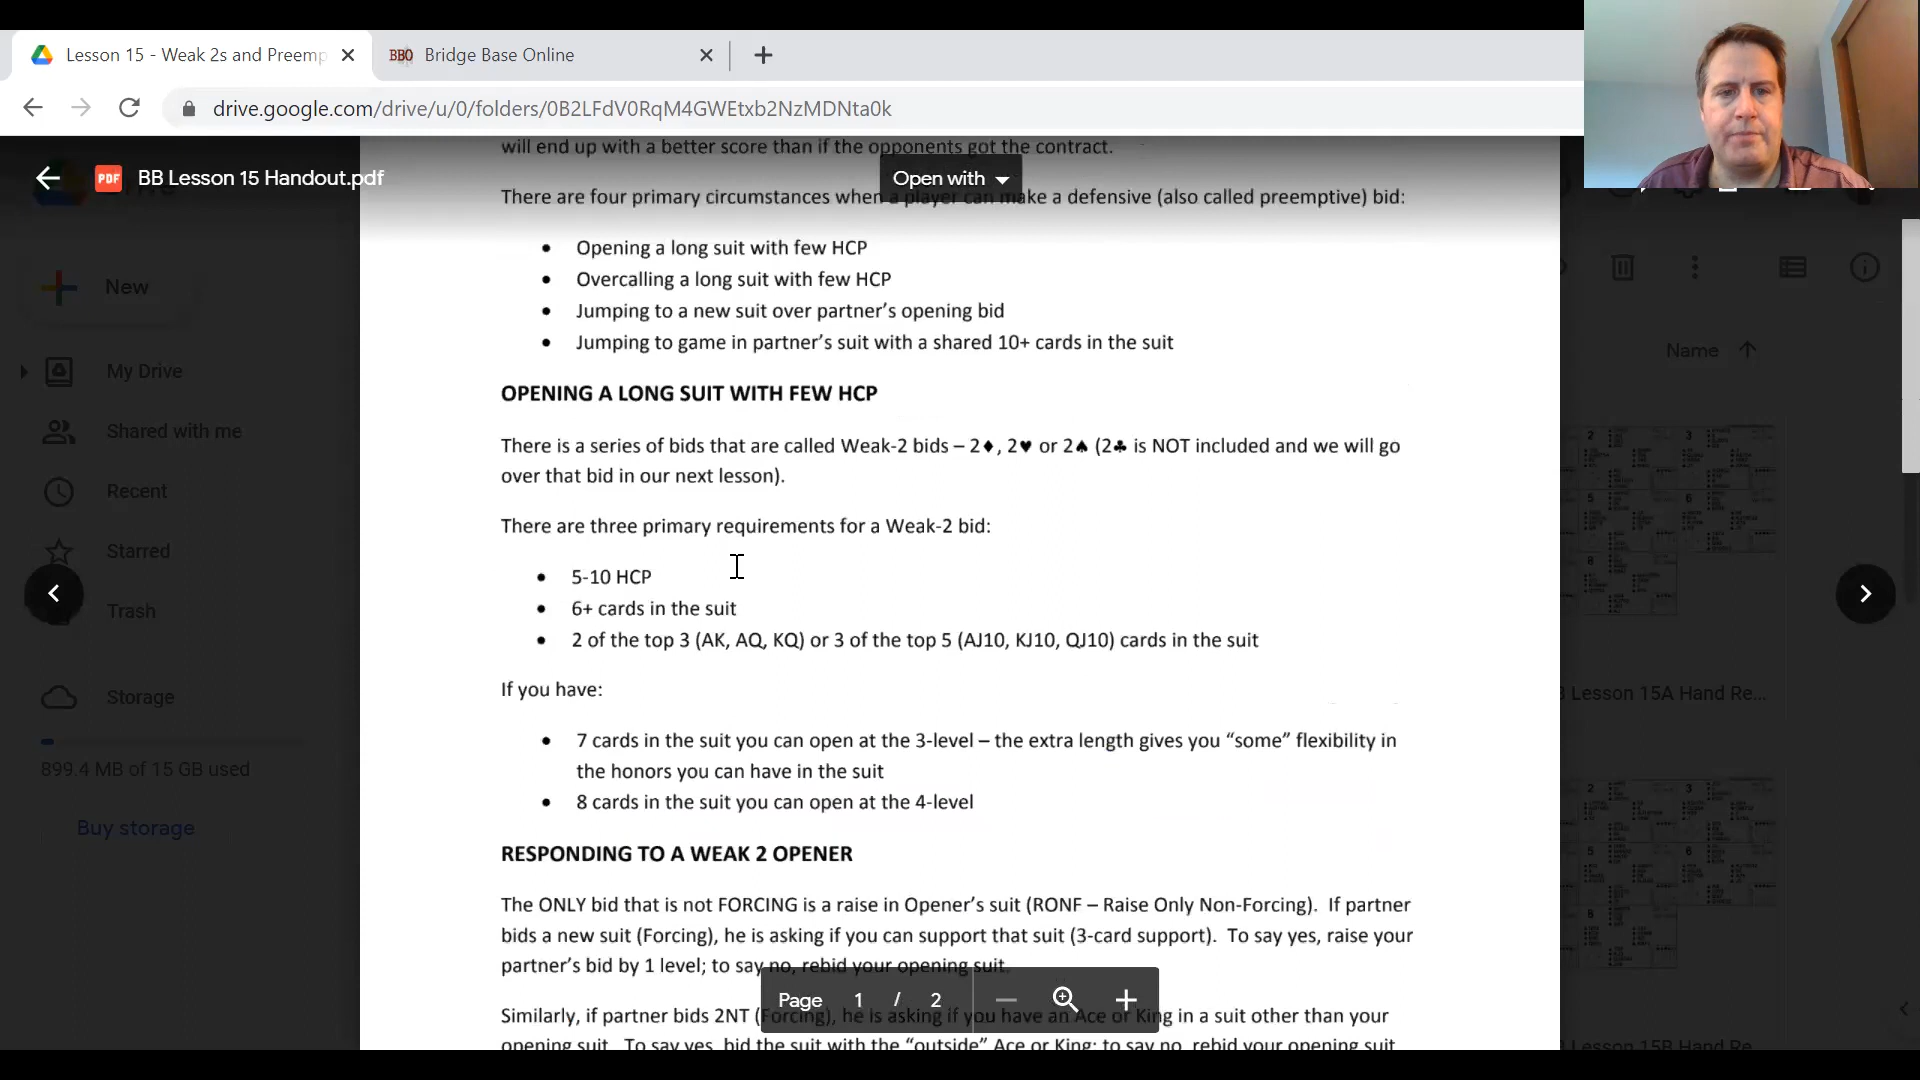 Lesson 15 - Weak 2s and Preemp
BBO Bridge Base Online
drive.google.com/drive/u/0/folders/0B2LFdV0RqM4GWEtxb2NzMDNta0k
will end up with a better score than if the opponents got the contract.
PDF BB Lesson 15 Handout.pdf
Open with
There are four primary circumstances when a player can make a defensive (also called preemptive) bid:
• Opening a long suit with few HCP
• Overcalling a long suit with few HCP
• Jumping to a new suit over partner’s opening bid
• Jumping to game in partner’s suit with a shared 10+ cards in the suit
OPENING A LONG SUIT WITH FEW HCP
There is a series of bids that are called Weak-2 bids – 2♦, 2♥ or 2♠ (2♣ is NOT included and we will go
over that bid in our next lesson).
There are three primary requirements for a Weak-2 bid:
• 5-10 HCP
• 6+ cards in the suit
• 2 of the top 3 (AK, AQ, KQ) or 3 of the top 5 (AJ10, KJ10, QJ10) cards in the suit
If you have:
• 7 cards in the suit you can open at the 3-level – the extra length gives you “some” flexibility in
the honors you can have in the suit
• 8 cards in the suit you can open at the 4-level
RESPONDING TO A WEAK 2 OPENER
The ONLY bid that is not FORCING is a raise in Opener’s suit (RONF – Raise Only Non-Forcing). If partner
bids a new suit (Forcing), he is asking if you can support that suit (3-card support). To say yes, raise your
partner’s bid by 1 level; to say no, rebid your opening suit.
Similarly, if partner bids 2NT (Forcing), he is asking if you have an Ace or King in a suit other than your
opening suit. To say yes, bid the suit with the “outside” Ace or King; to say no, rebid your opening suit
Page 1 / 2
New
My Drive
Shared with me
Recent
Starred
Trash
Storage
899.4 MB of 15 GB used
Buy storage
Name
Lesson 15A Hand Re...
Lesson 15B Hand Re...